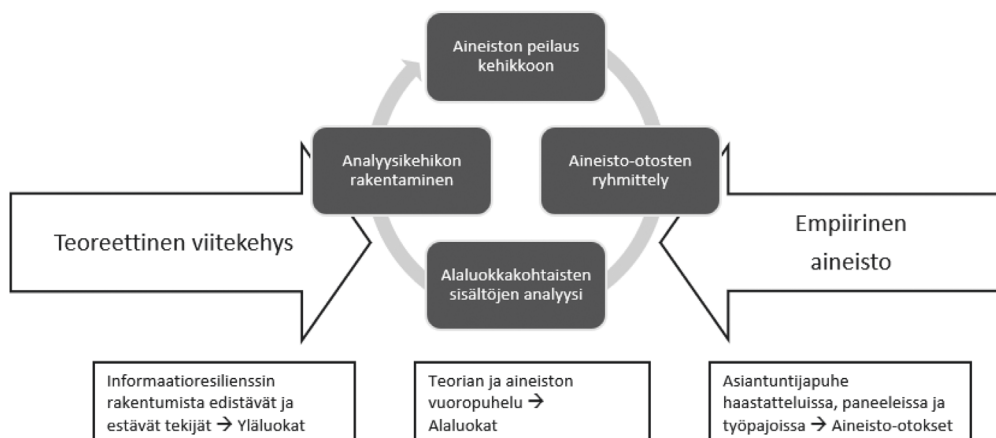 Aineiston peilaus
kehikkoon
Analyysikehikon
rakentaminen
Aineisto-otosten
ryhmittely
Teoreettinen viitekehys
Empiirinen
aineisto
Alaluokkakohtaisten
sisältöjen analyysi
Informaatioresilienssin
rakentumista edistävät ja
estävät tekijät → Yläluokat
Teorian ja aineiston
vuoropuhelu →
Alaluokat
Asiantuntijapuhe
haastatteluissa, paneeleissa ja
työpajoissa → Aineisto-otokset